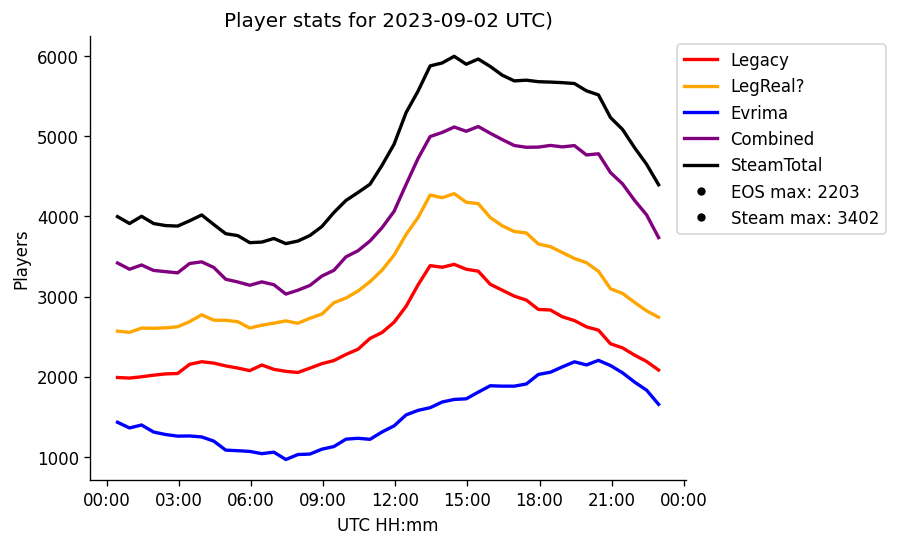 Player stats for 2023-09-02 UTC)
Players
6000
5000
4000
3000
2000
1000
00:00 03:00 06:00 09:00 12:00 15:00 18:00 21:00 00:00
UTC HH:mm
Legacy
LegReal?
Evrima
Combined
SteamTotal
EOS max: 2203
Steam max: 3402